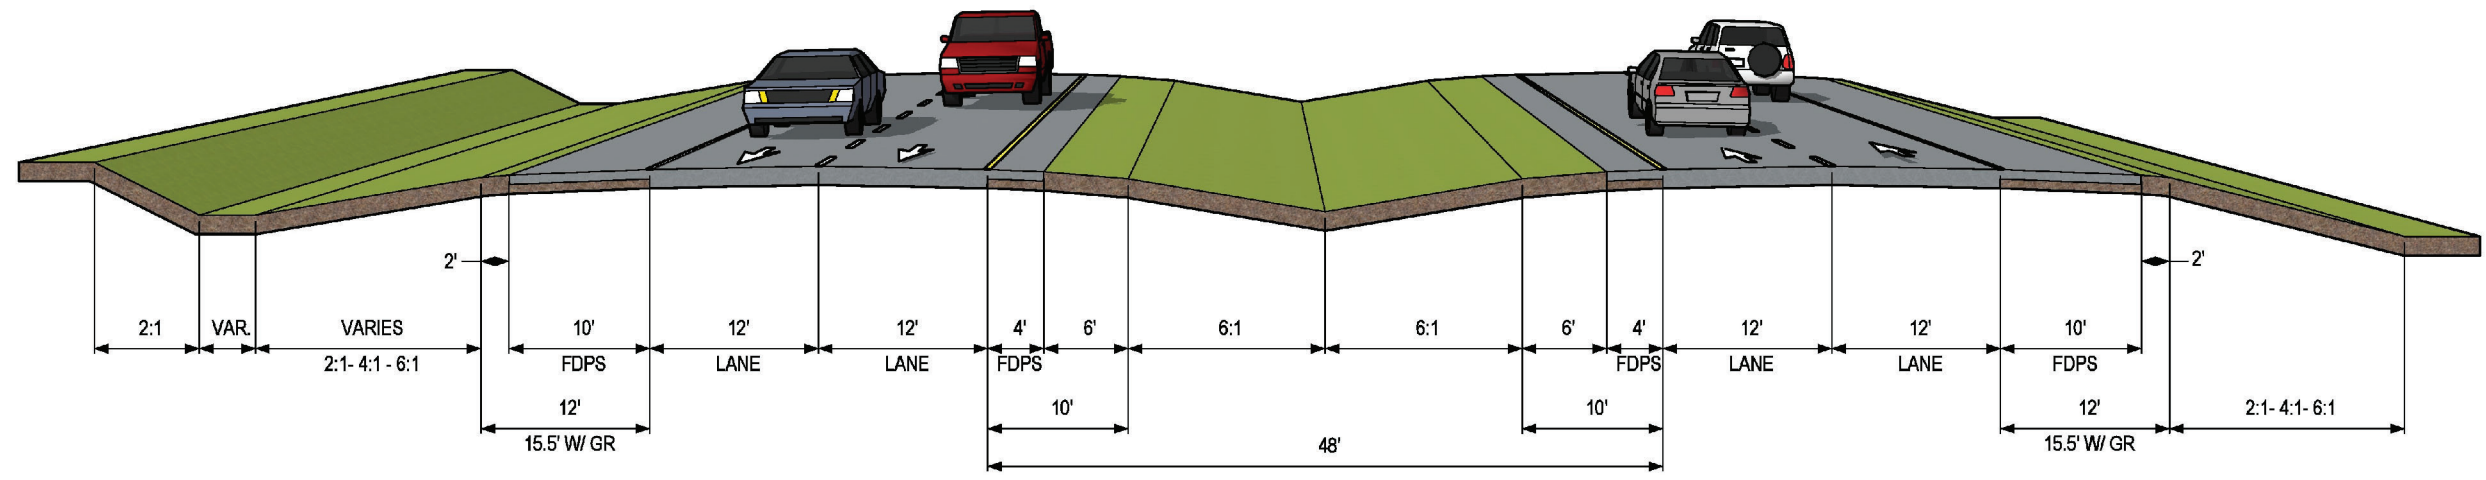 2'
2'
2:1 VAR. VARIES 10' 12' 12' 4' 6' 6:1 6:1 6' 4' 12' 12' 10'
2:1- 4:1 - 6:1 FDPS LANE LANE FDPS FDPS LANE LANE FDPS
12' 10' 10' 12' 2:1- 4:1- 6:1
15.5' W/ GR 48' 15.5' W/ GR